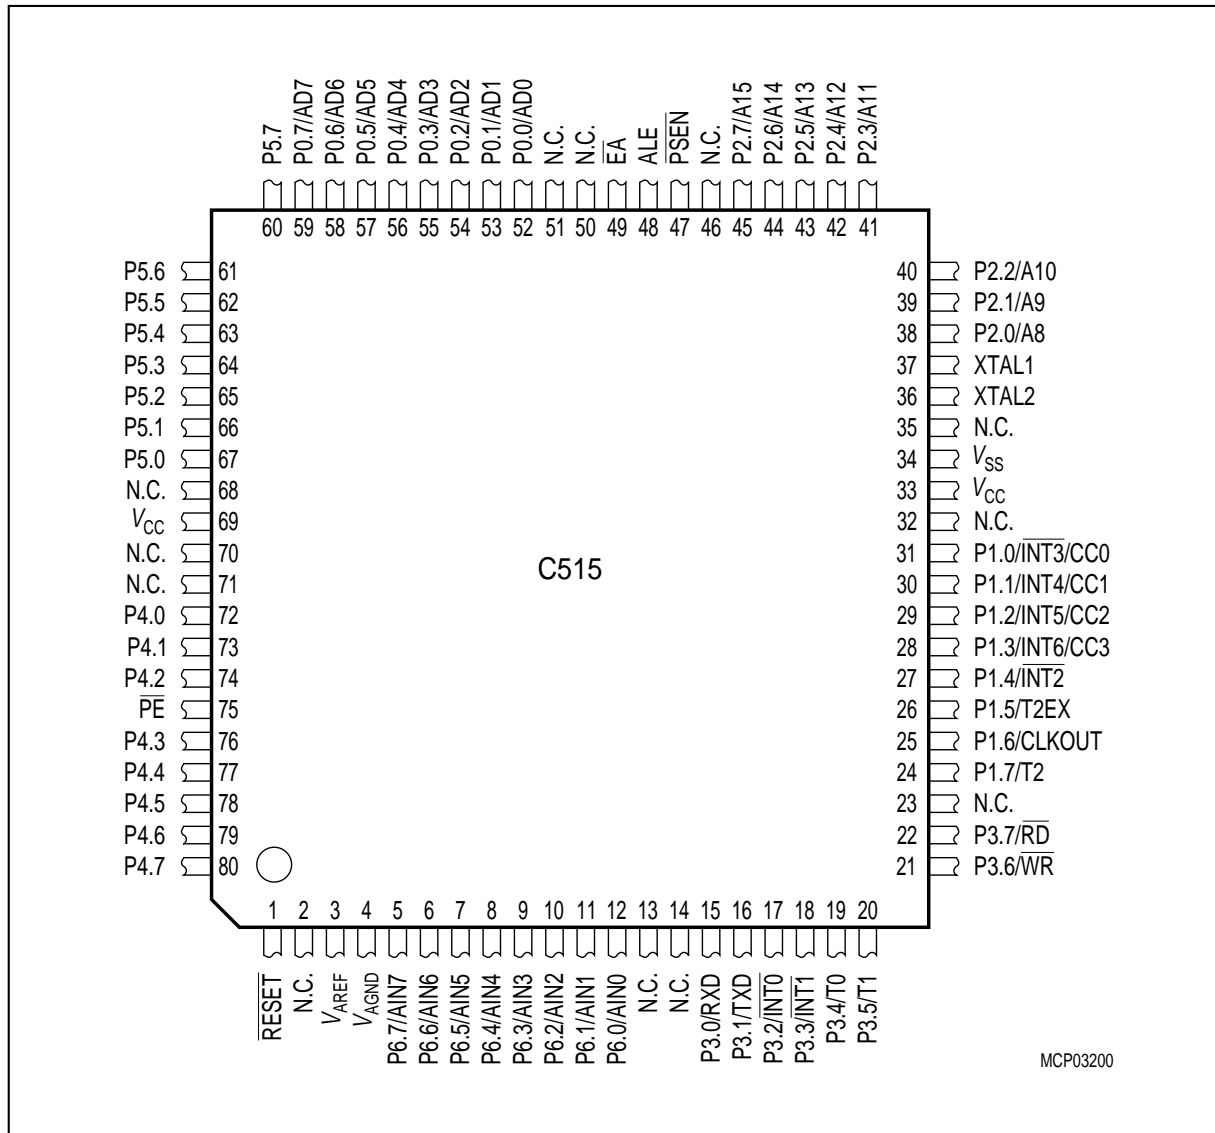 P5.7
P0.7/AD7
P0.6/AD6
P0.5/AD5
P0.4/AD4
P0.3/AD3
P0.2/AD2
P0.1/AD1
P0.0/AD0
N.C.
N.C.
E̅A̅
ALE
P̅S̅E̅N̅
N.C.
P2.7/A15
P2.6/A14
P2.5/A13
P2.4/A12
P2.3/A11
60 59 58 57 56 55 54 53 52 51 50 49 48 47 46 45 44 43 42 41
P5.6 61
P5.5 62
P5.4 63
P5.3 64
P5.2 65
P5.1 66
P5.0 67
N.C. 68
VCC 69
N.C. 70
N.C. 71
P4.0 72
P4.1 73
P4.2 74
P̅E̅ 75
P4.3 76
P4.4 77
P4.5 78
P4.6 79
P4.7 80
C515
40 P2.2/A10
39 P2.1/A9
38 P2.0/A8
37 XTAL1
36 XTAL2
35 N.C.
34 VSS
33 VCC
32 N.C.
31 P1.0/I̅N̅T̅3̅/CC0
30 P1.1/INT4/CC1
29 P1.2/INT5/CC2
28 P1.3/INT6/CC3
27 P1.4/I̅N̅T̅2̅
26 P1.5/T2EX
25 P1.6/CLKOUT
24 P1.7/T2
23 N.C.
22 P3.7/R̅D̅
21 P3.6/W̅R̅
1 2 3 4 5 6 7 8 9 10 11 12 13 14 15 16 17 18 19 20
R̅E̅S̅E̅T̅
N.C.
VAREF
VAGND
P6.7/AIN7
P6.6/AIN6
P6.5/AIN5
P6.4/AIN4
P6.3/AIN3
P6.2/AIN2
P6.1/AIN1
P6.0/AIN0
N.C.
N.C.
P3.0/RXD
P3.1/TXD
P3.2/I̅N̅T̅0̅
P3.3/I̅N̅T̅1̅
P3.4/T0
P3.5/T1
MCP03200